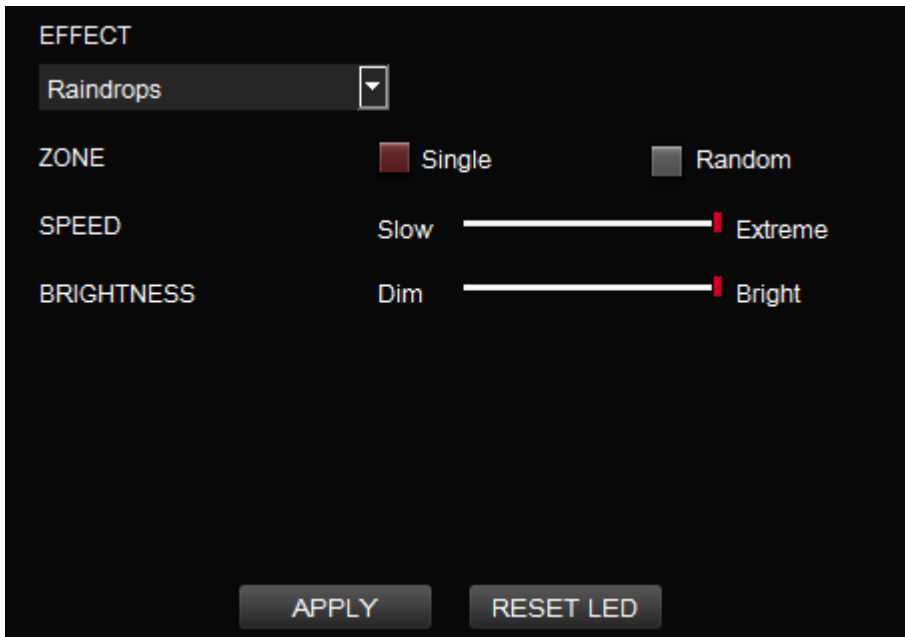 EFFECT
Raindrops
ZONE Single Random
SPEED Slow Extreme
BRIGHTNESS Dim Bright
APPLY RESET LED